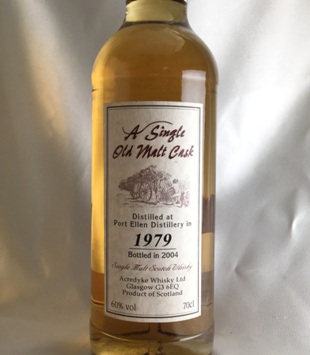 A Single
Old Malt Cask
Distilled at
Port Ellen Distillery in
1979
Bottled in 2004
Single Malt Scotch Whisky
Acredyke Whisky Ltd
Glasgow G3 6EQ
Product of Scotland
60% vol 70cl